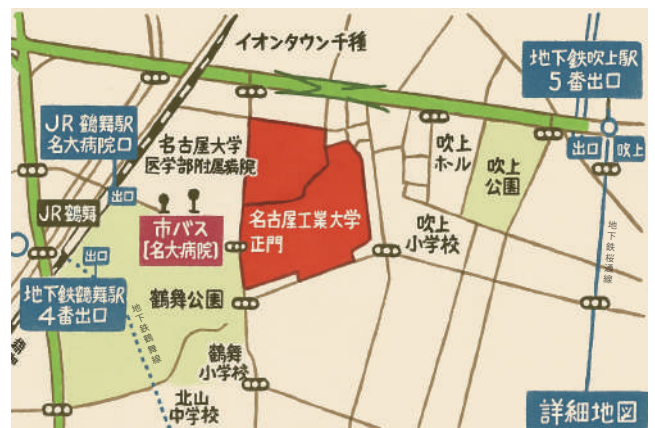 イオンタウン千種
地下鉄吹上駅
5番出口
JR鶴舞駅
名大病院口
名古屋大学
医学部附属病院
吹上
ホール
吹上
公園
出口
吹上
出口
JR鶴舞
市バス
[名大病院]
名古屋工業大学
正門
吹上
小学校
地下鉄桜通線
出口
地下鉄鶴舞駅
4番出口
鶴舞公園
地下鉄鶴舞線
鶴舞
小学校
北山
中学校
詳細地図